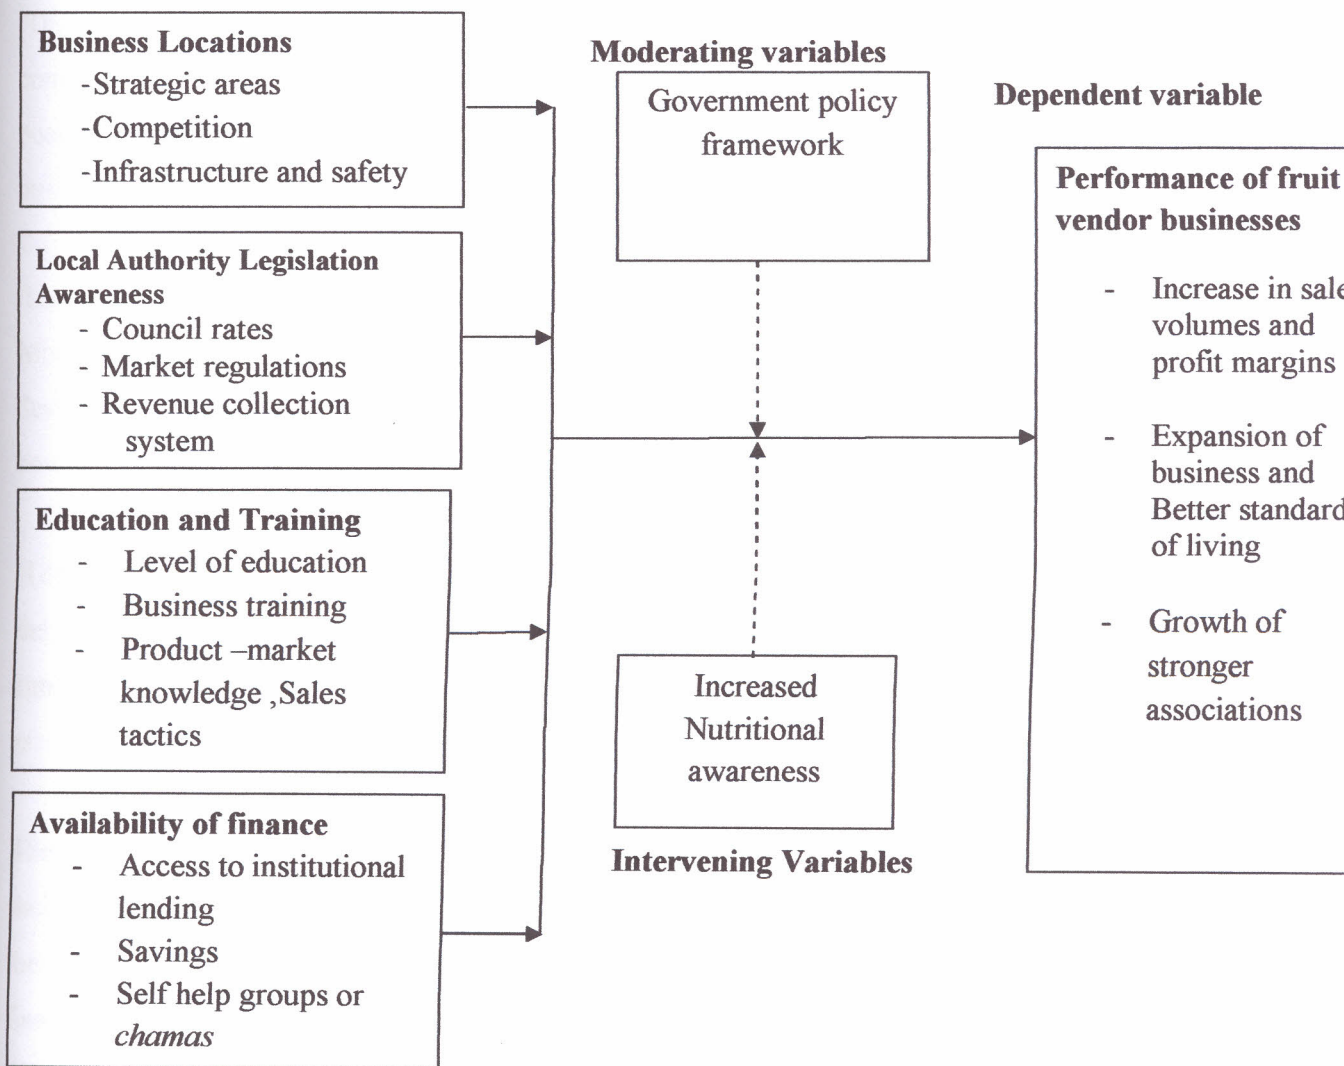 Business Locations
-Strategic areas
-Competition
-Infrastructure and safety
Local Authority Legislation
Awareness
- Council rates
- Market regulations
- Revenue collection
system
Education and Training
- Level of education
- Business training
- Product –market
knowledge ,Sales
tactics
Availability of finance
- Access to institutional
lending
- Savings
- Self help groups or
chamas
Moderating variables
Government policy
framework
Increased
Nutritional
awareness
Intervening Variables
Dependent variable
Performance of fruit
vendor businesses
- Increase in sale
volumes and
profit margins
- Expansion of
business and
Better standard
of living
- Growth of
stronger
associations